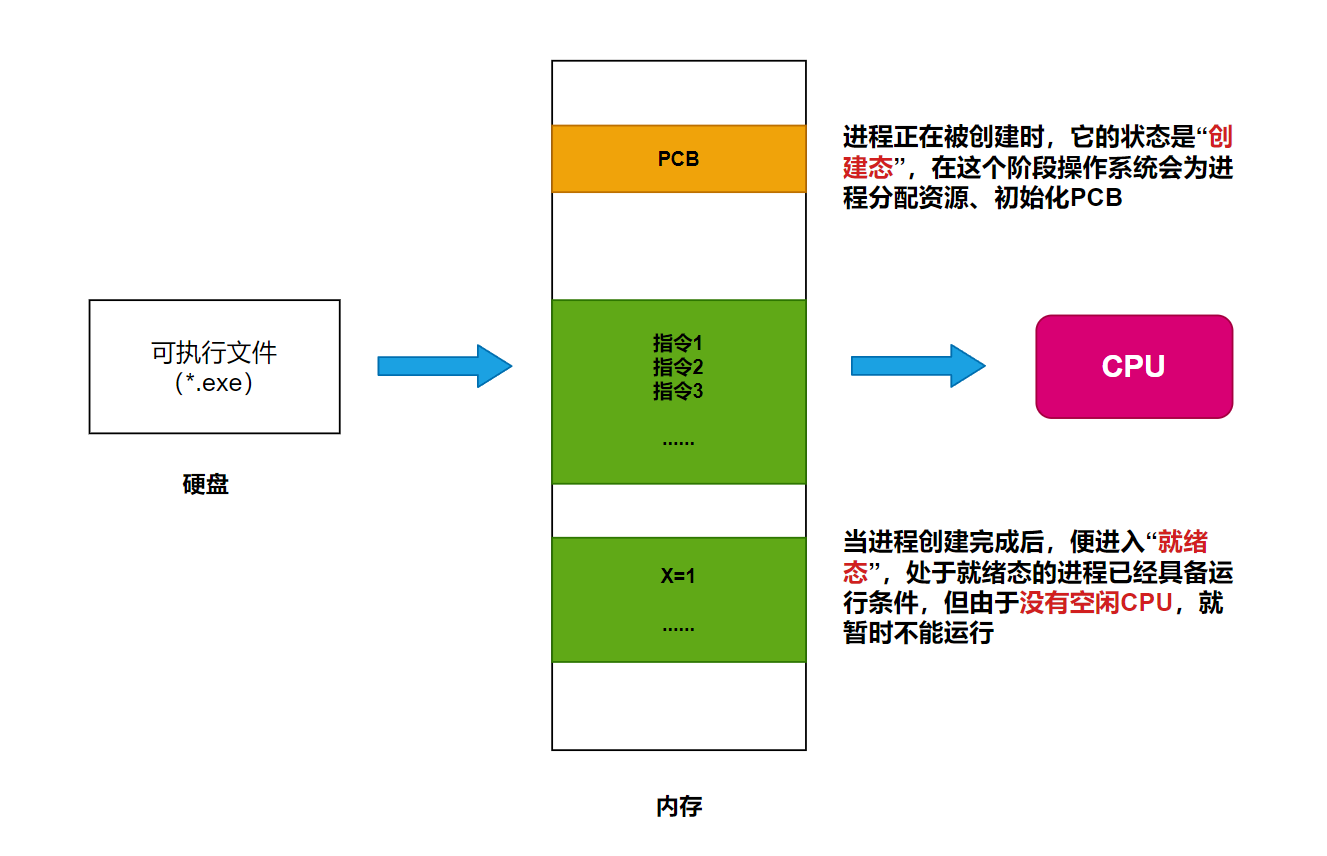 PCB
进程正在被创建时，它的状态是“创
建态”，在这个阶段操作系统会为进
程分配资源、初始化PCB
可执行文件
（*.exe）
硬盘
指令1
指令2
指令3
......
CPU
X=1
......
当进程创建完成后，便进入“就绪
态”，处于就绪态的进程已经具备运
行条件，但由于没有空闲CPU，就
暂时不能运行
内存